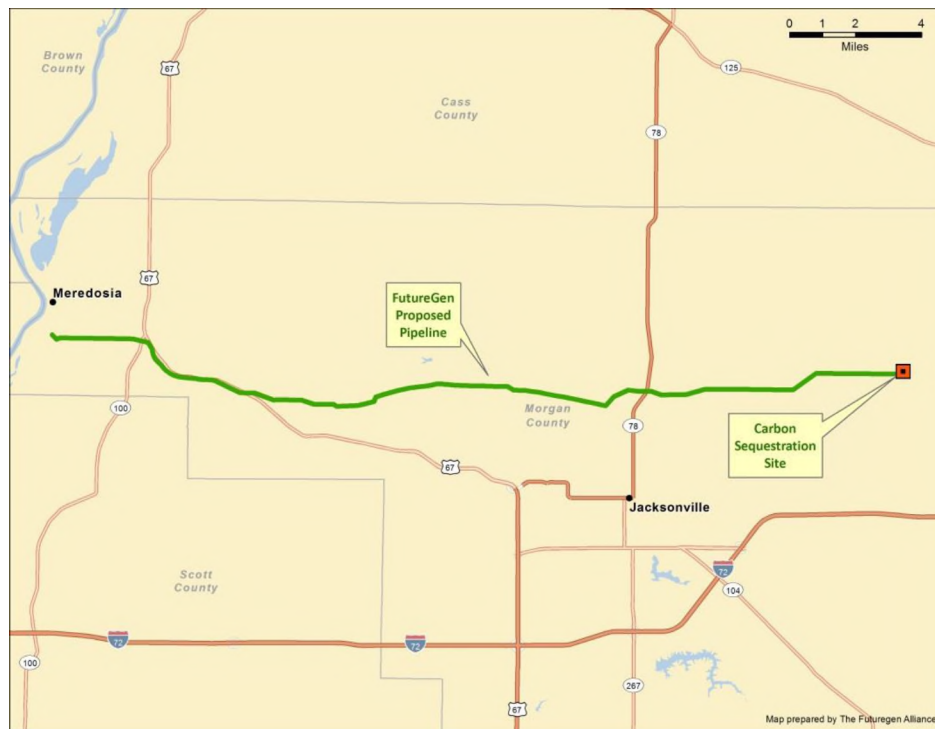 0 1 2 4
Miles
Brown
County
67
125
Cass
County
78
67
Meredosia
FutureGen
Proposed
Pipeline
100
Morgan
County
78
Carbon
Sequestration
Site
67
Jacksonville
Scott
County
72
104
72
72
100
267
67
Map prepared by The Futuregen Alliance